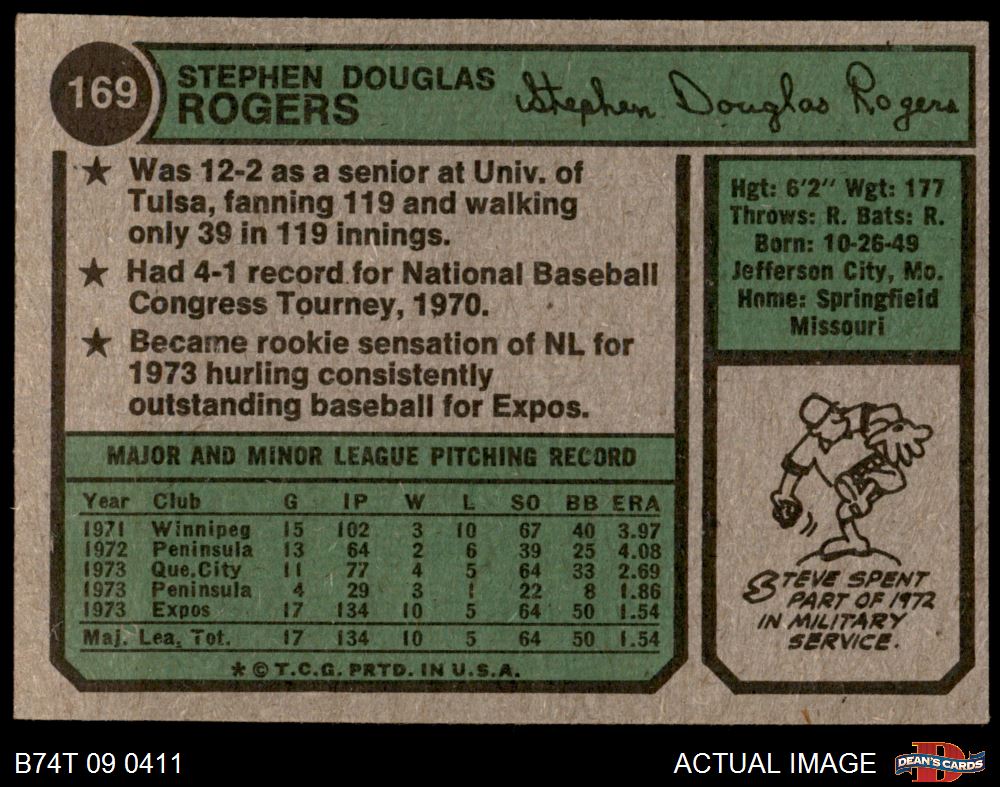 169
STEPHEN DOUGLAS
ROGERS
Stephen Douglas Rogers
★ Was 12-2 as a senior at Univ. of
Tulsa, fanning 119 and walking
only 39 in 119 innings.
★ Had 4-1 record for National Baseball
Congress Tourney, 1970.
★ Became rookie sensation of NL for
1973 hurling consistently
outstanding baseball for Expos.
MAJOR AND MINOR LEAGUE PITCHING RECORD
Year Club G IP W L SO BB ERA
1971 Winnipeg 15 102 3 10 67 40 3.97
1972 Peninsula 13 64 2 6 39 25 4.08
1973 Que.City 11 77 4 5 64 33 2.69
1973 Peninsula 4 29 3 1 22 8 1.86
1973 Expos 17 134 10 5 64 50 1.54
Maj. Lea. Tot. 17 134 10 5 64 50 1.54
* © T.C.G. PRTD. IN U.S.A.
Hgt: 6'2" Wgt: 177
Throws: R. Bats: R.
Born: 10-26-49
Jefferson City, Mo.
Home: Springfield
Missouri
STEVE SPENT
PART OF 1972
IN MILITARY
SERVICE.
B74T 09 0411
ACTUAL IMAGE
D
DEAN'S CARDS